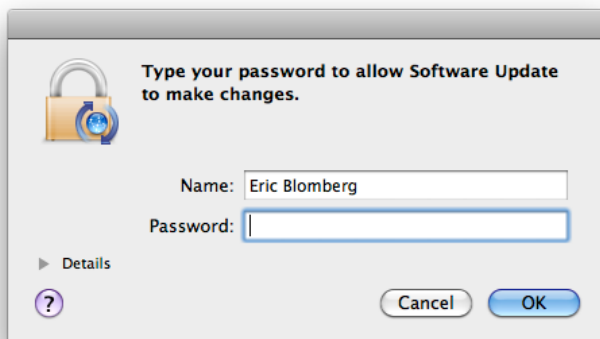 Type your password to allow Software Update
to make changes.
Name: Eric Blomberg
Password:
Details
? Cancel OK